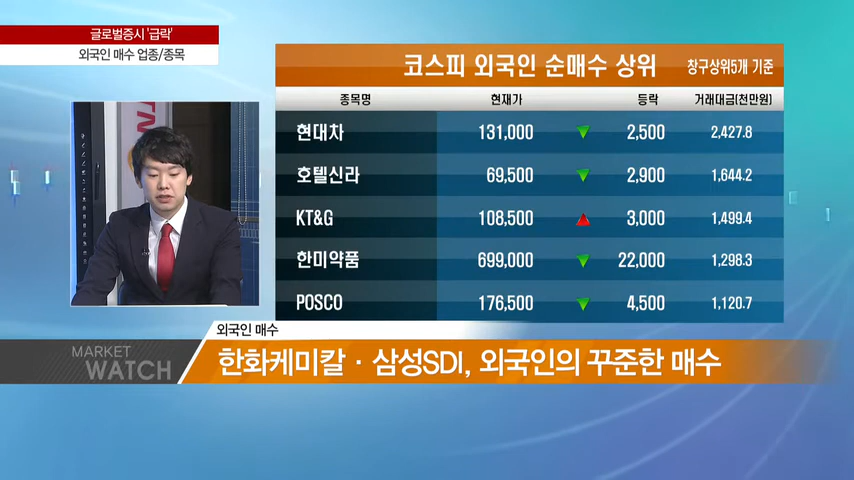 글로벌증시 '급락'
외국인 매수 업종/종목
코스피 외국인 순매수 상위 창구상위5개 기준
종목명 현재가 등락 거래대금(천만원)
현대차 131,000 ▼ 2,500 2,427.8
호텔신라 69,500 ▼ 2,900 1,644.2
KT&G 108,500 ▲ 3,000 1,499.4
한미약품 699,000 ▼ 22,000 1,298.3
POSCO 176,500 ▼ 4,500 1,120.7
외국인 매수
MARKET
WATCH
한화케미칼 · 삼성SDI, 외국인의 꾸준한 매수